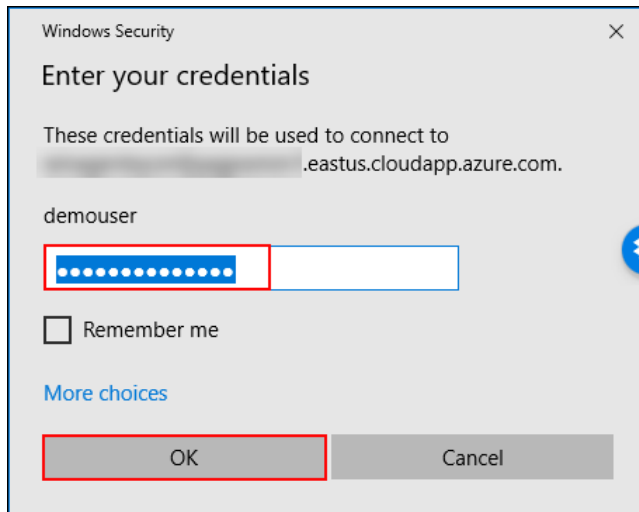 Windows Security
Enter your credentials
These credentials will be used to connect to
.eastus.cloudapp.azure.com.
demouser
••••••••••••••
Remember me
More choices
OK
Cancel